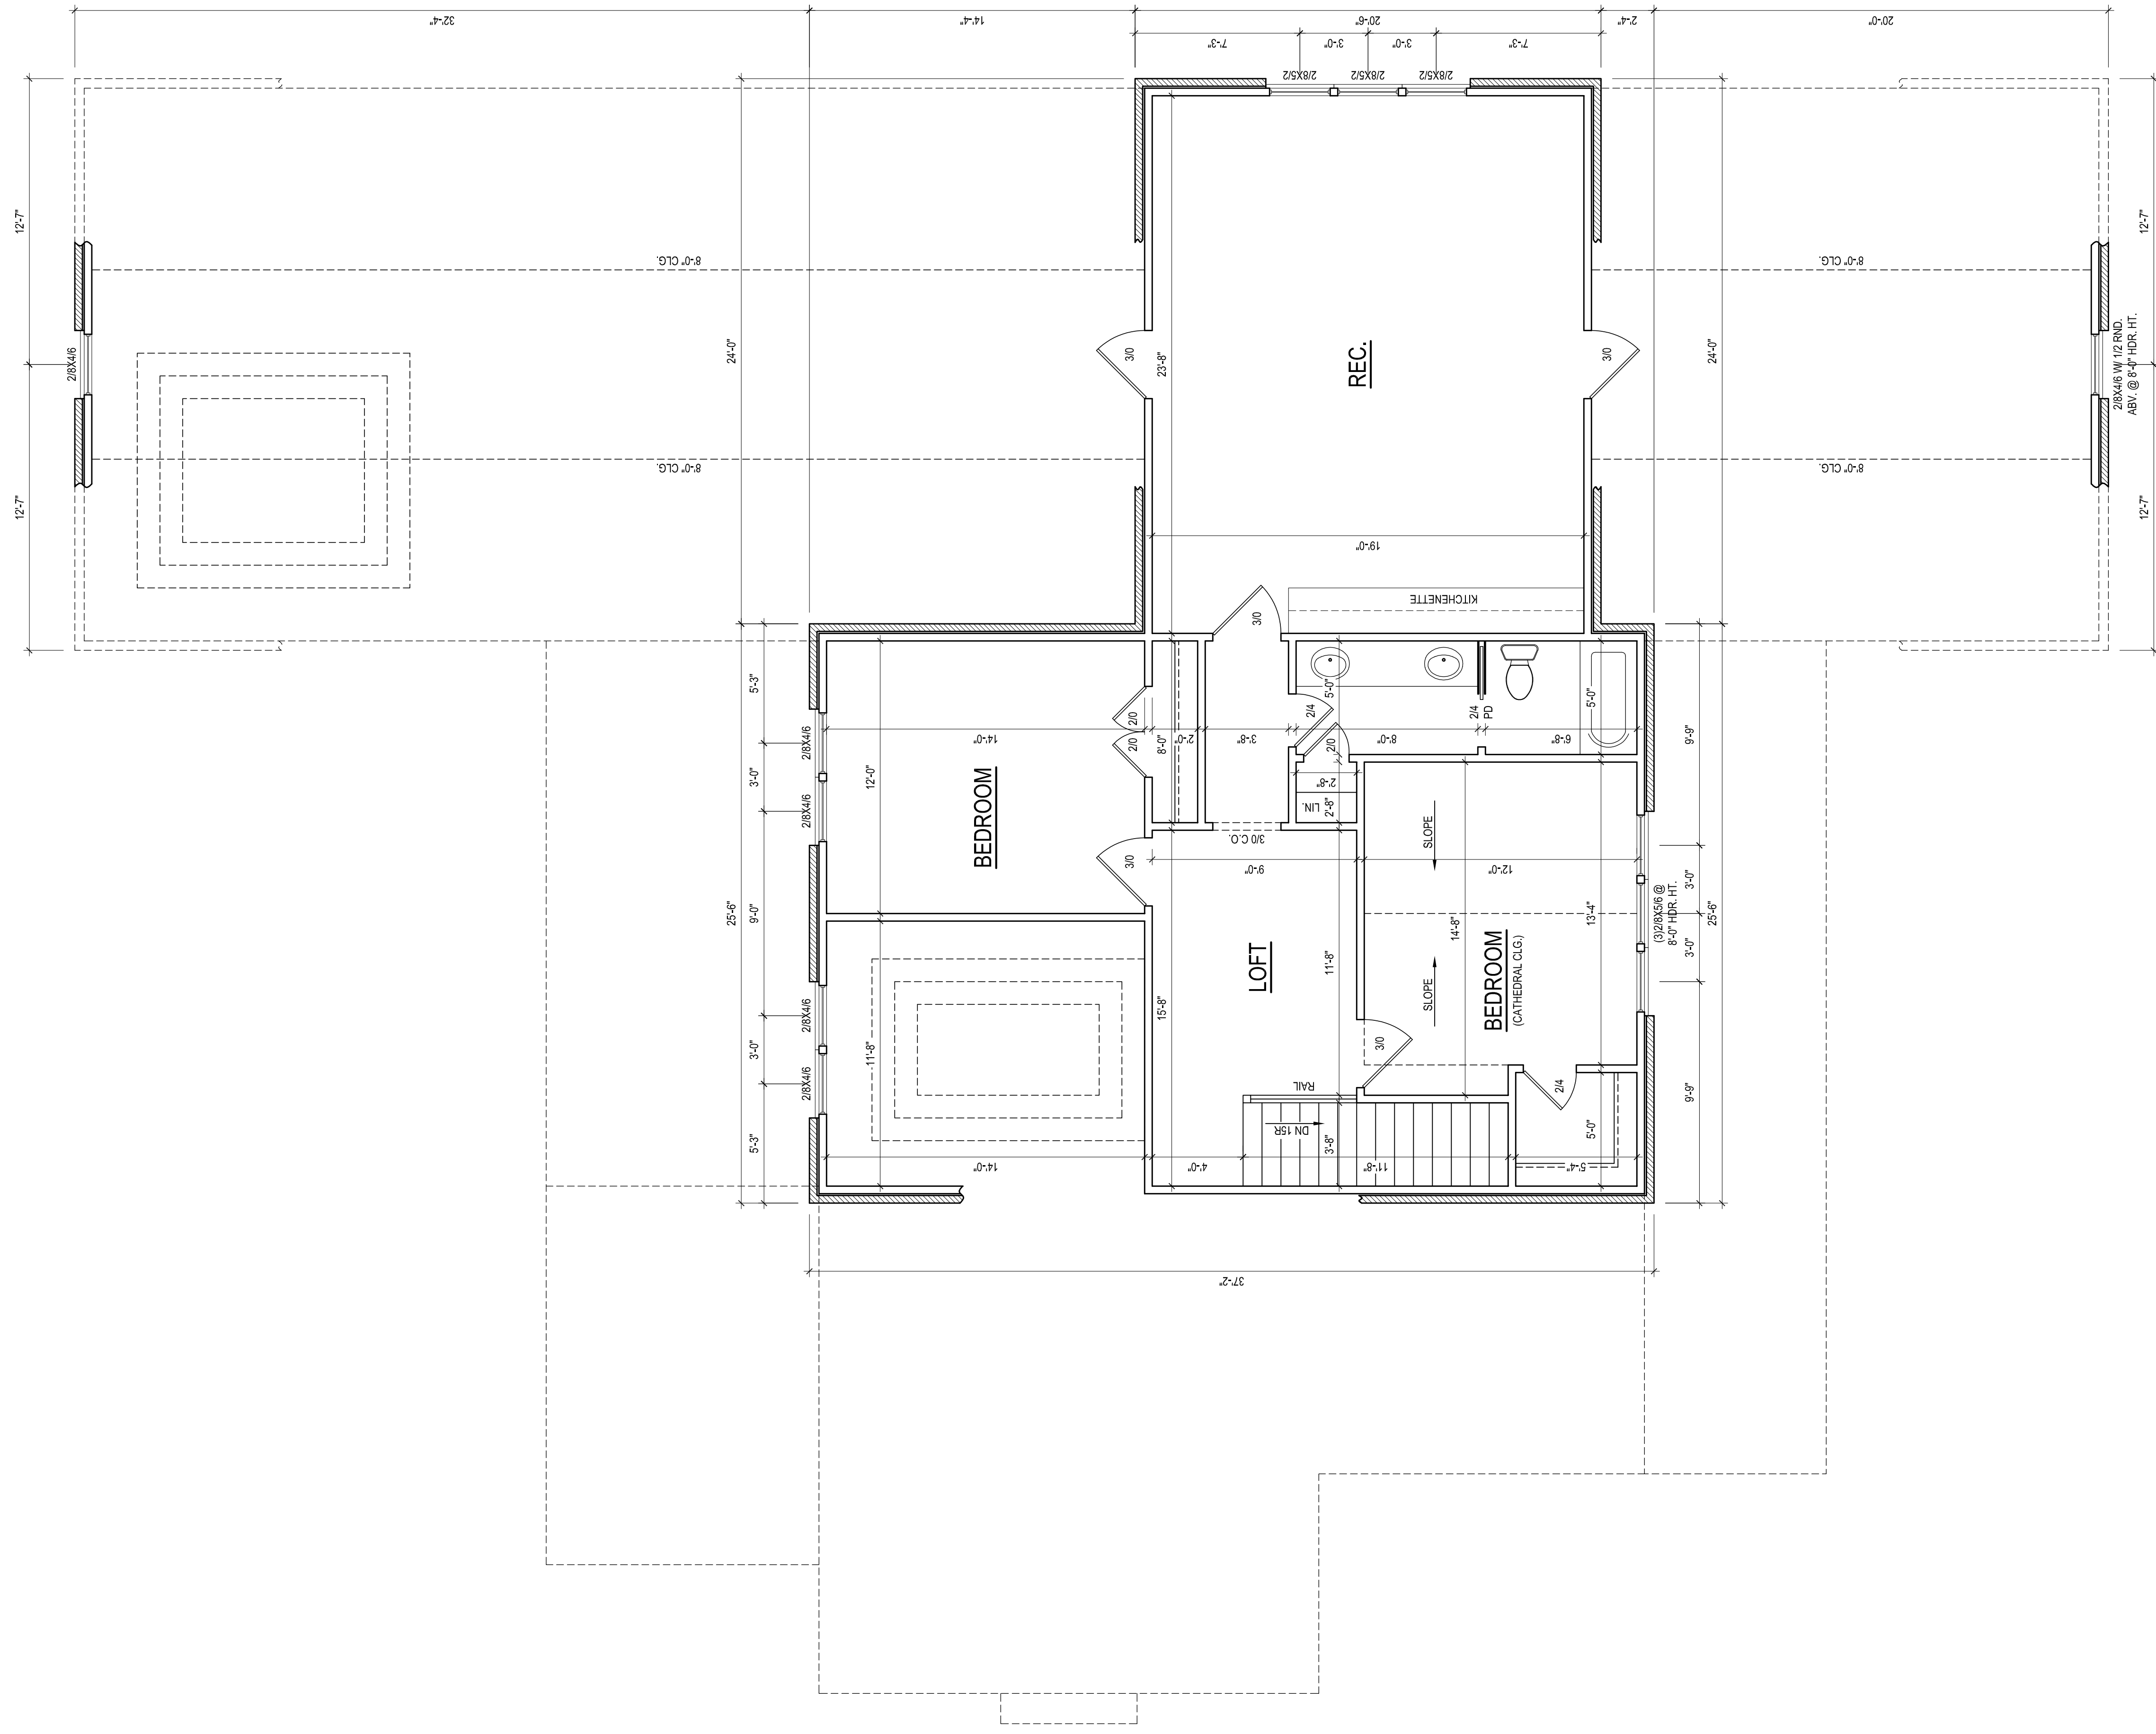 32'-4"
14'-4"
20'-6"
2'-4"
20'-0"
7'-3"
3'-0"
3'-0"
7'-3"
2/8X5/2
2/8X5/2
2/8X5/2
12'-7"
12'-7"
2/8X4/6
8'-0" CLG.
8'-0" CLG.
24'-0"
3/0
23'-8"
REC.
3/0
19'-0"
KITCHENETTE
8'-0" CLG.
8'-0" CLG.
24'-0"
12'-7"
12'-7"
2/8X4/6 W/ 1/2 RND.
ABV. @ 8'-0" HDR. HT.
3/0
5'-3"
3'-0"
9'-0"
3'-0"
5'-3"
25'-6"
2/8X4/6
2/8X4/6
2/8X4/6
2/8X4/6
14'-0"
12'-0"
BEDROOM
2/0
2/0
8'-0"
2'-0"
3'-8"
2/4
5'-0"
8'-0"
2/4
PD
5'-0"
6'-8"
2/0
2'-8"
LIN.
2'-8"
3/0 C.O.
3/0
9'-0"
12'-0"
SLOPE
SLOPE
14'-8"
13'-4"
BEDROOM
(CATHEDRAL CLG.)
LOFT
11'-8"
15'-8"
11'-8"
3/0
RAIL
DN 15R
3'-8"
14'-0"
4'-0"
11'-8"
5'-4"
5'-0"
2/4
9'-9"
3'-0"
3'-0"
9'-9"
25'-6"
(3)2/8X5/6 @
8'-0" HDR. HT.
37'-2"